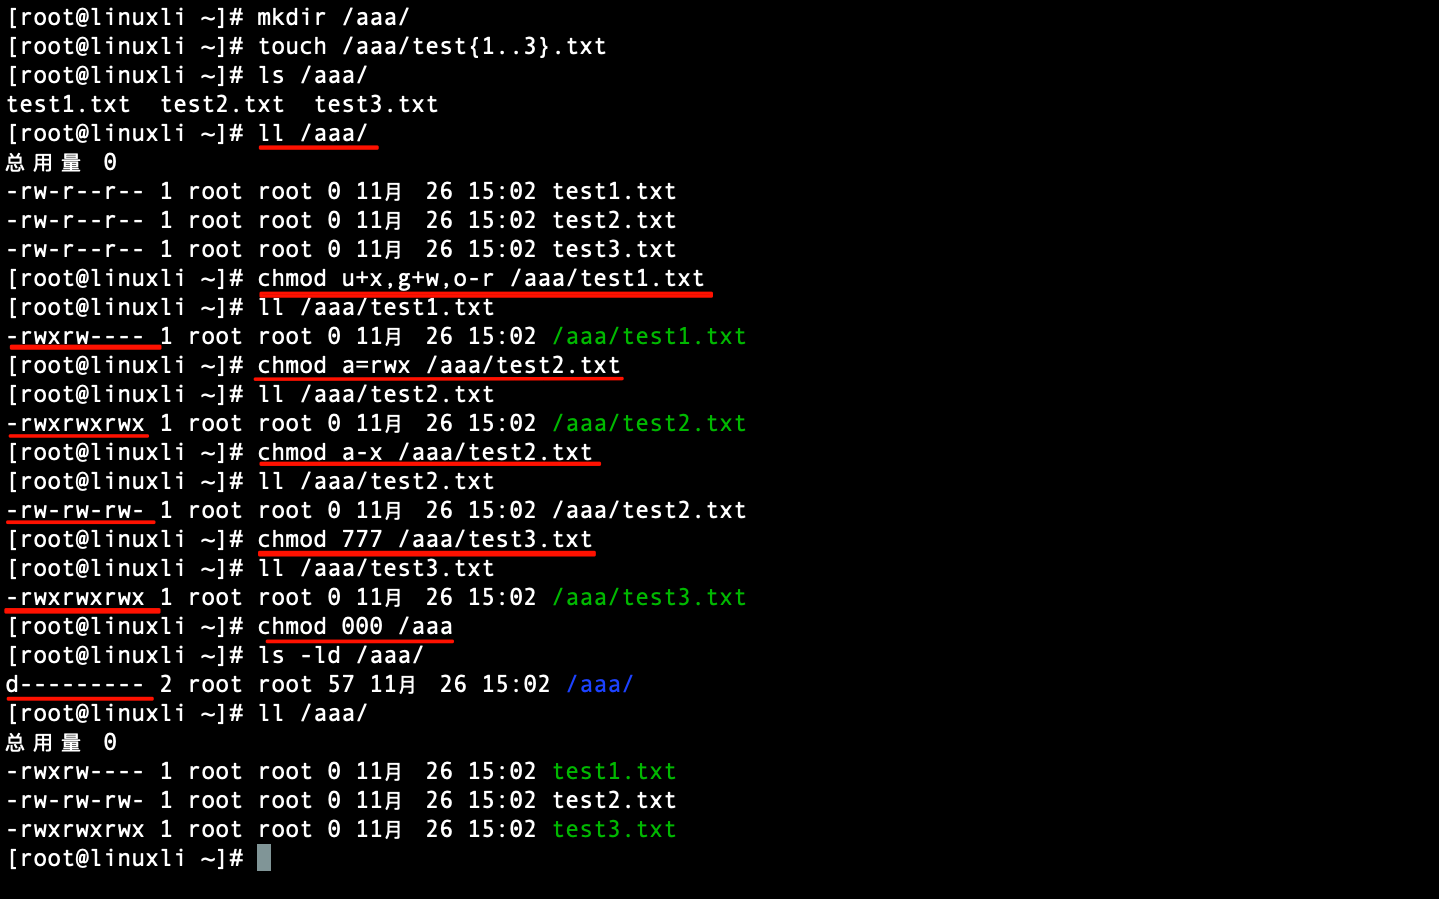 [root@linuxli ~]# mkdir /aaa/
[root@linuxli ~]# touch /aaa/test{1..3}.txt
[root@linuxli ~]# ls /aaa/
test1.txt  test2.txt  test3.txt
[root@linuxli ~]# ll /aaa/
总用量 0
-rw-r--r-- 1 root root 0 11月  26 15:02 test1.txt
-rw-r--r-- 1 root root 0 11月  26 15:02 test2.txt
-rw-r--r-- 1 root root 0 11月  26 15:02 test3.txt
[root@linuxli ~]# chmod u+x,g+w,o-r /aaa/test1.txt
[root@linuxli ~]# ll /aaa/test1.txt
-rwxrw---- 1 root root 0 11月  26 15:02 /aaa/test1.txt
[root@linuxli ~]# chmod a=rwx /aaa/test2.txt
[root@linuxli ~]# ll /aaa/test2.txt
-rwxrwxrwx 1 root root 0 11月  26 15:02 /aaa/test2.txt
[root@linuxli ~]# chmod a-x /aaa/test2.txt
[root@linuxli ~]# ll /aaa/test2.txt
-rw-rw-rw- 1 root root 0 11月  26 15:02 /aaa/test2.txt
[root@linuxli ~]# chmod 777 /aaa/test3.txt
[root@linuxli ~]# ll /aaa/test3.txt
-rwxrwxrwx 1 root root 0 11月  26 15:02 /aaa/test3.txt
[root@linuxli ~]# chmod 000 /aaa
[root@linuxli ~]# ls -ld /aaa/
d--------- 2 root root 57 11月  26 15:02 /aaa/
[root@linuxli ~]# ll /aaa/
总用量 0
-rwxrw---- 1 root root 0 11月  26 15:02 test1.txt
-rw-rw-rw- 1 root root 0 11月  26 15:02 test2.txt
-rwxrwxrwx 1 root root 0 11月  26 15:02 test3.txt
[root@linuxli ~]#